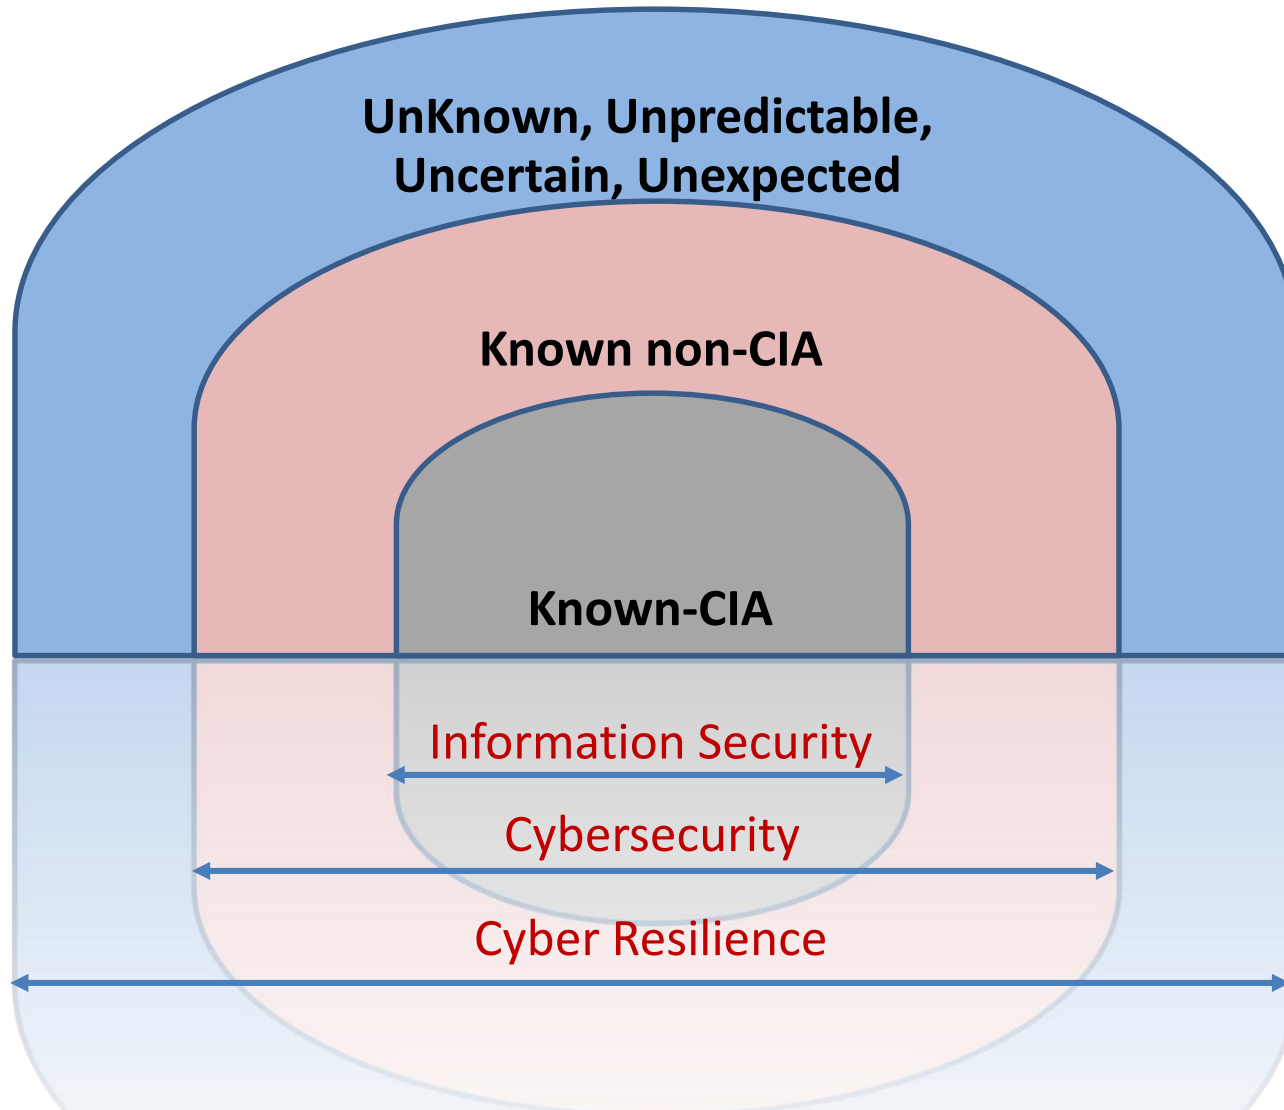 UnKnown, Unpredictable,
Uncertain, Unexpected
Known non-CIA
Known-CIA
Information Security
Cybersecurity
Cyber Resilience